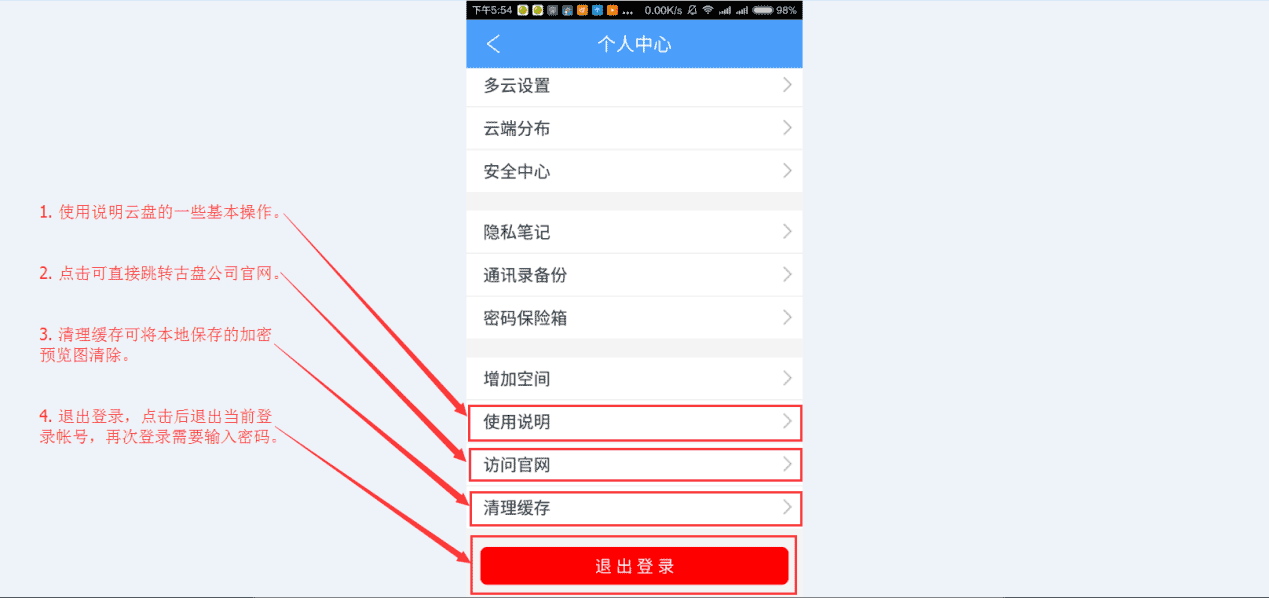 下午5:54 ... 0.00K/s 98%
个人中心
多云设置
云端分布
安全中心
1. 使用说明云盘的一些基本操作。
隐私笔记
2. 点击可直接跳转古盘公司官网。
通讯录备份
密码保险箱
3. 清理缓存可将本地保存的加密
预览图清除。
增加空间
4. 退出登录，点击后退出当前登
录帐号，再次登录需要输入密码。
使用说明
访问官网
清理缓存
退出登录